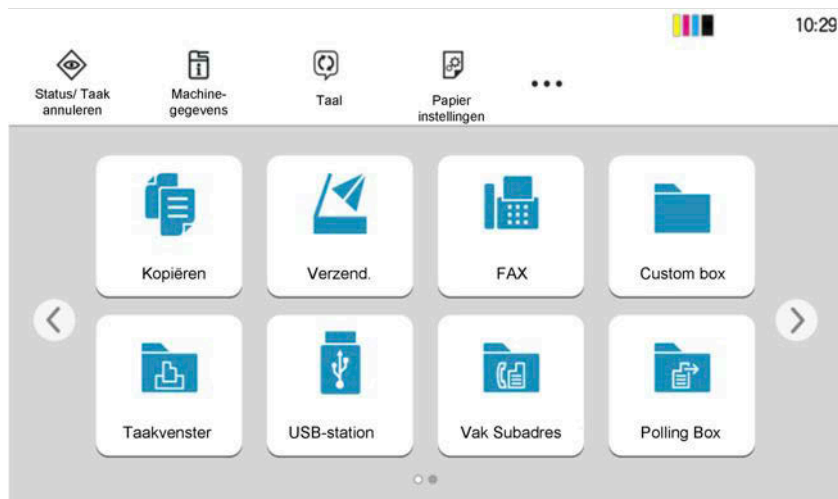 10:29
Status/ Taak
annuleren
Machine-
gegevens
Taal
Papier
instellingen
Kopiëren
Verzend.
FAX
Custom box
Taakvenster
USB-station
Vak Subadres
Polling Box